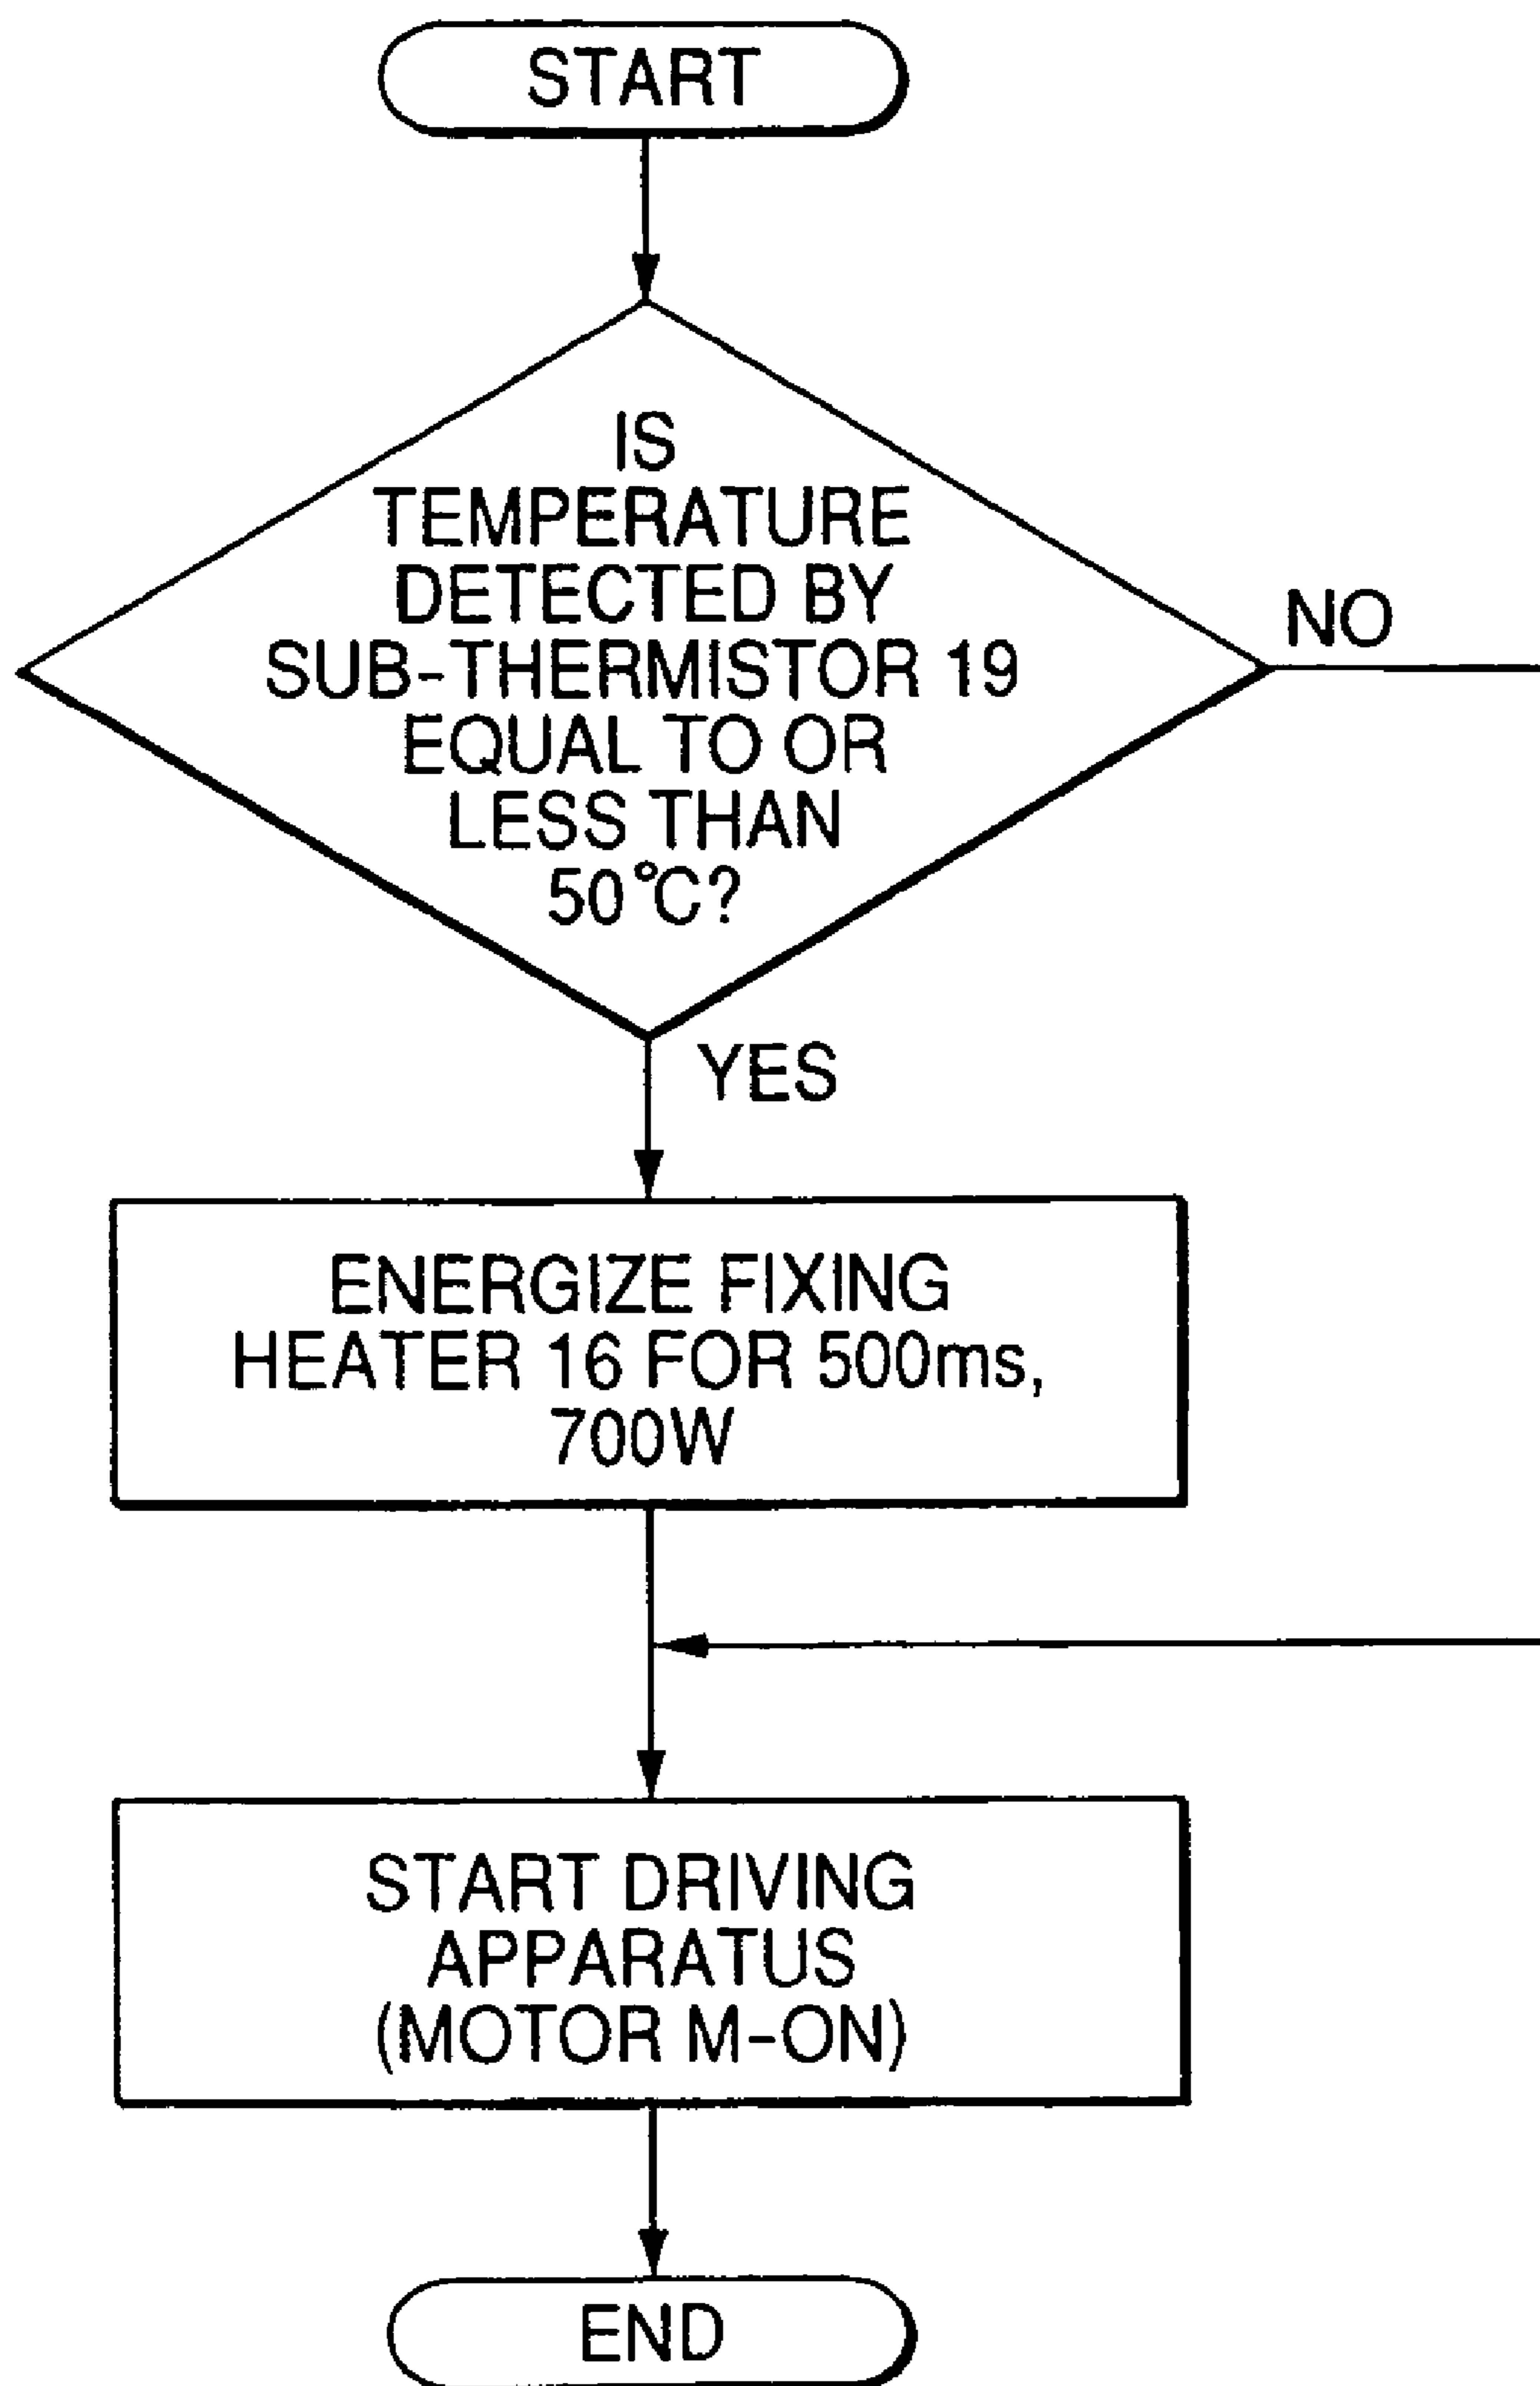 START
IS
TEMPERATURE
DETECTED BY
SUB-THERMISTOR 19
EQUAL TO OR
LESS THAN
50°C?
NO
YES
ENERGIZE FIXING
HEATER 16 FOR 500ms,
700W
START DRIVING
APPARATUS
(MOTOR M-ON)
END